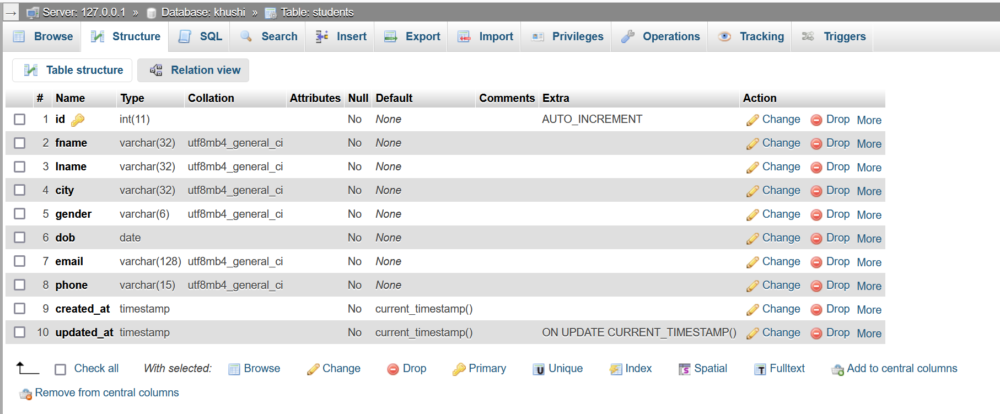 Server: 127.0.0.1 » Database: khushi » Table: students
Browse Structure SQL Search Insert Export Import Privileges Operations Tracking Triggers
Table structure Relation view
# Name Type Collation Attributes Null Default Comments Extra Action
1 id int(11) No None AUTO_INCREMENT Change Drop More
2 fname varchar(32) utf8mb4_general_ci No None Change Drop More
3 lname varchar(32) utf8mb4_general_ci No None Change Drop More
4 city varchar(32) utf8mb4_general_ci No None Change Drop More
5 gender varchar(6) utf8mb4_general_ci No None Change Drop More
6 dob date No None Change Drop More
7 email varchar(128) utf8mb4_general_ci No None Change Drop More
8 phone varchar(15) utf8mb4_general_ci No None Change Drop More
9 created_at timestamp No current_timestamp() Change Drop More
10 updated_at timestamp No current_timestamp() ON UPDATE CURRENT_TIMESTAMP() Change Drop More
Check all With selected: Browse Change Drop Primary Unique Index Spatial Fulltext Add to central columns
Remove from central columns